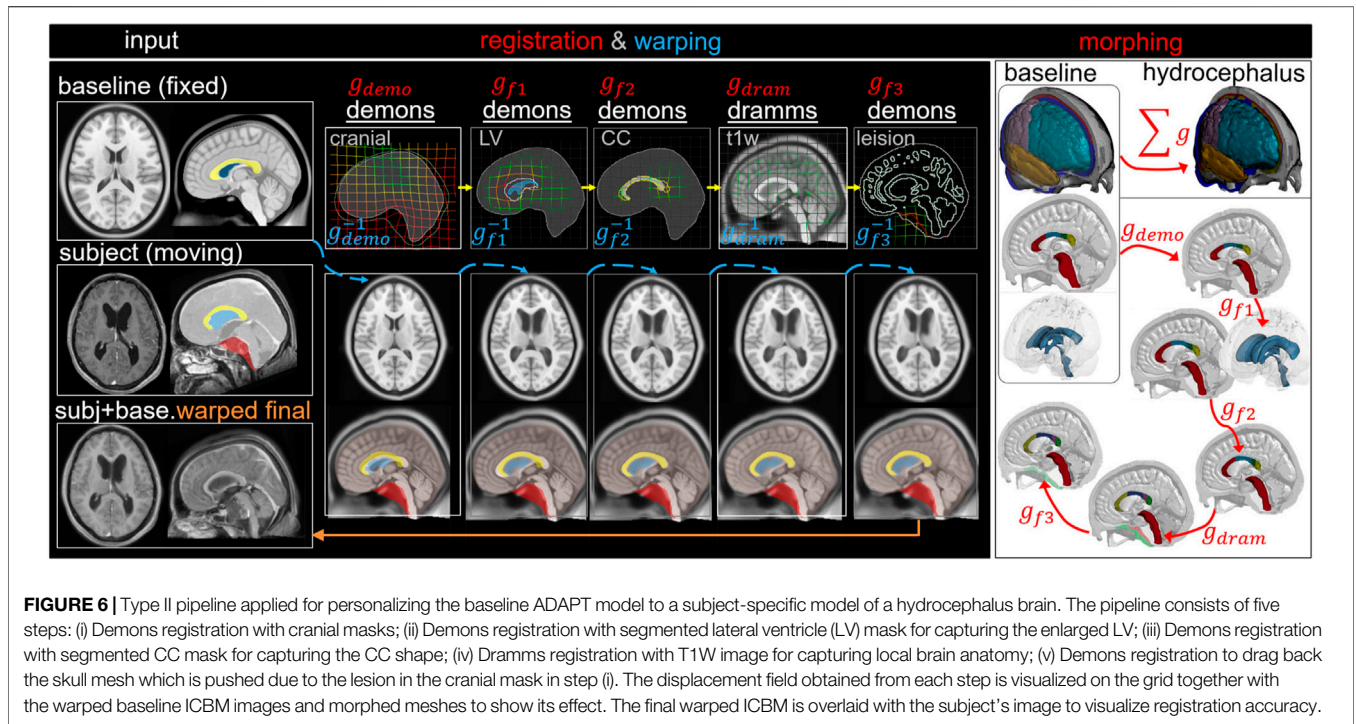 input
registration & warping
morphing
baseline (fixed)
subject (moving)
subj+base.warped final
g_demo
demons
cranial
g_demo^-1
g_f1
demons
LV
g_f1^-1
g_f2
demons
CC
g_f2^-1
g_dram
dramms
t1w
g_dram^-1
g_f3
demons
leision
g_f3^-1
baseline
hydrocephalus
∑ g
g_demo
g_f1
g_f2
g_dram
g_f3
FIGURE 6 | Type II pipeline applied for personalizing the baseline ADAPT model to a subject-specific model of a hydrocephalus brain. The pipeline consists of five
steps: (i) Demons registration with cranial masks; (ii) Demons registration with segmented lateral ventricle (LV) mask for capturing the enlarged LV; (iii) Demons registration
with segmented CC mask for capturing the CC shape; (iv) Dramms registration with T1W image for capturing local brain anatomy; (v) Demons registration to drag back
the skull mesh which is pushed due to the lesion in the cranial mask in step (i). The displacement field obtained from each step is visualized on the grid together with
the warped baseline ICBM images and morphed meshes to show its effect. The final warped ICBM is overlaid with the subject's image to visualize registration accuracy.